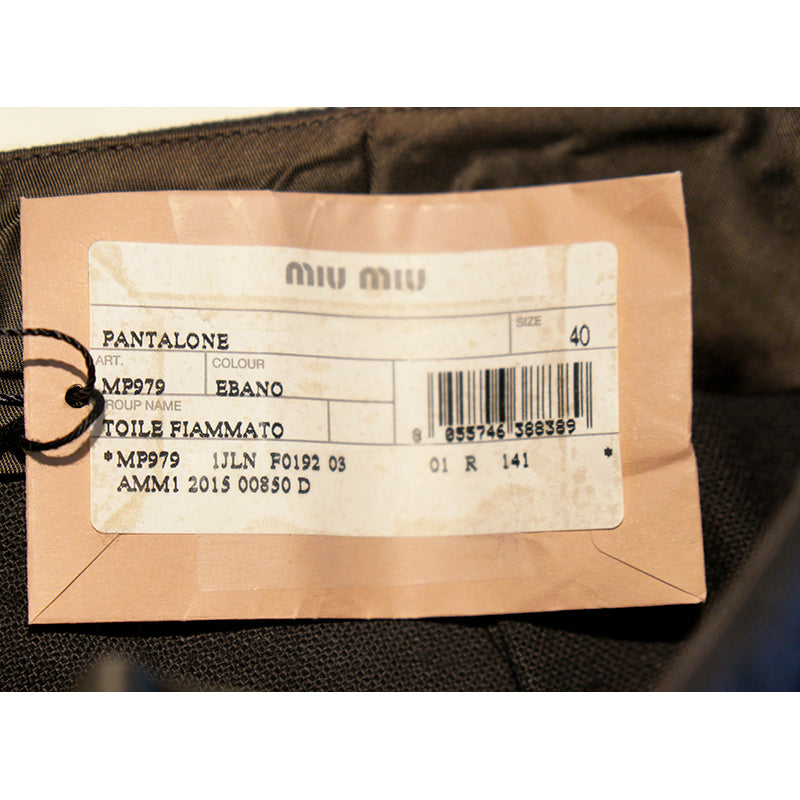 miu miu
PANTALONE SIZE 40
ART. COLOUR
MP979 EBANO
ROUP NAME
TOILE FIAMMATO 8 055746 388389
*MP979 1JLN F0192 03 01 R 141 *
AMM1 2015 00850 D